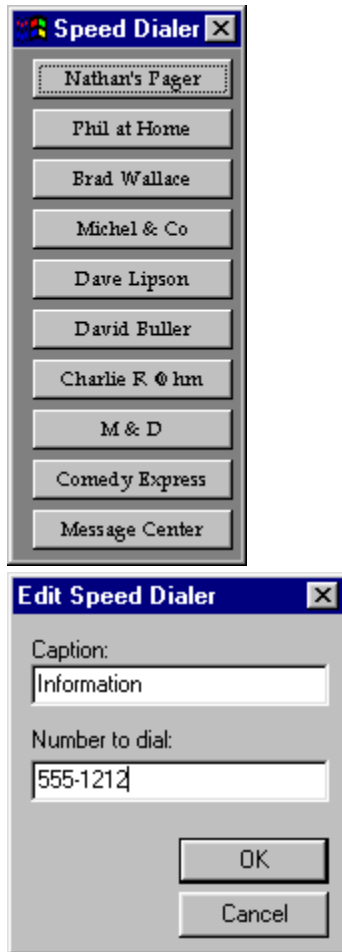 Speed Dialer
Nathan's Pager
Phil at Home
Brad Wallace
Michel & Co
Dave Lipson
David Buller
Charlie R @ hm
M & D
Comedy Express
Message Center
Edit Speed Dialer
Caption:
Information
Number to dial:
555-1212
OK
Cancel